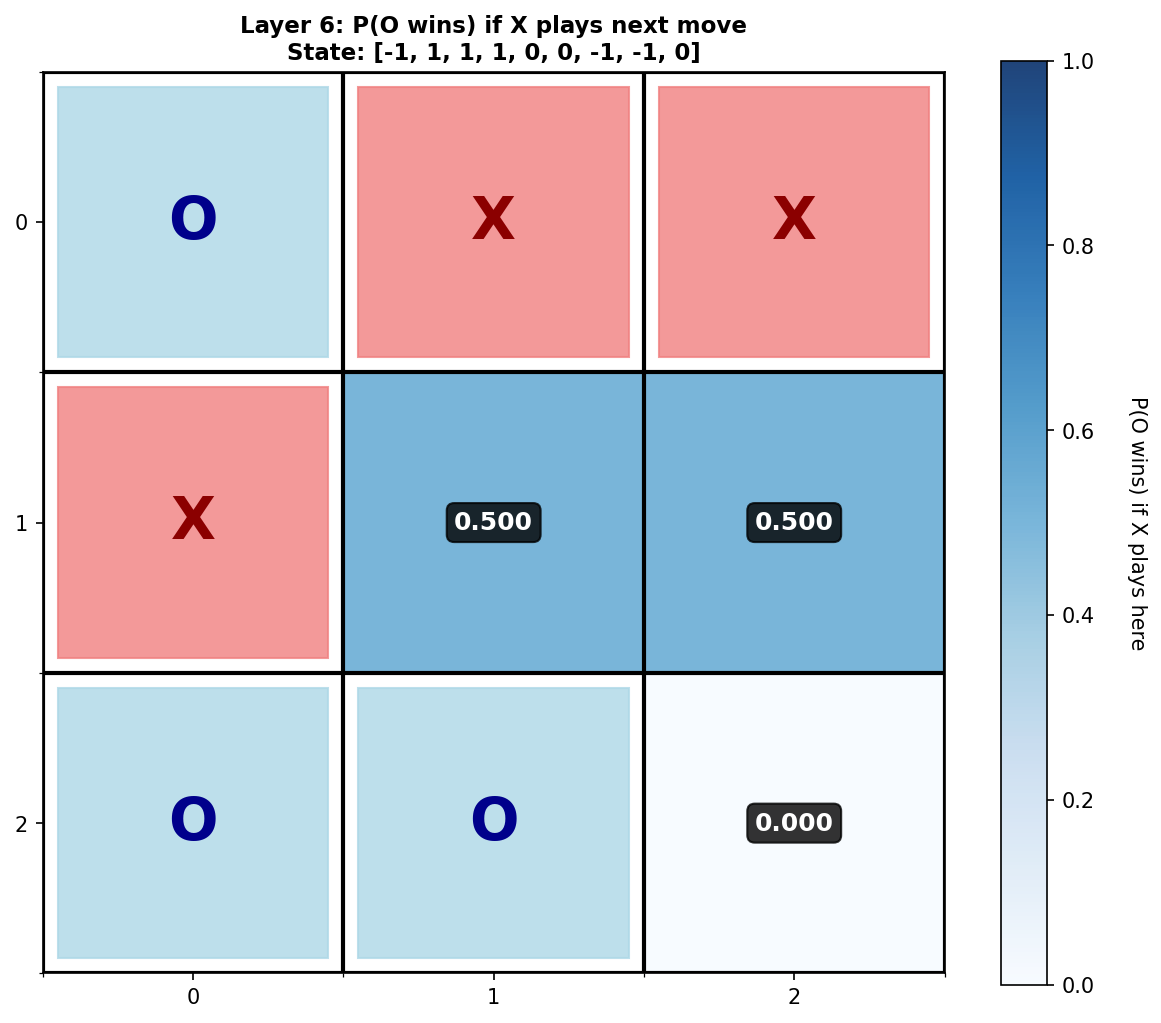 Layer 6: P(O wins) if X plays next move
State: [-1, 1, 1, 1, 0, 0, -1, -1, 0]
0
O
X
X
1
X
0.500
0.500
2
O
O
0.000
0
1
2
1.0
0.8
0.6
0.4
0.2
0.0
P(O wins) if X plays here